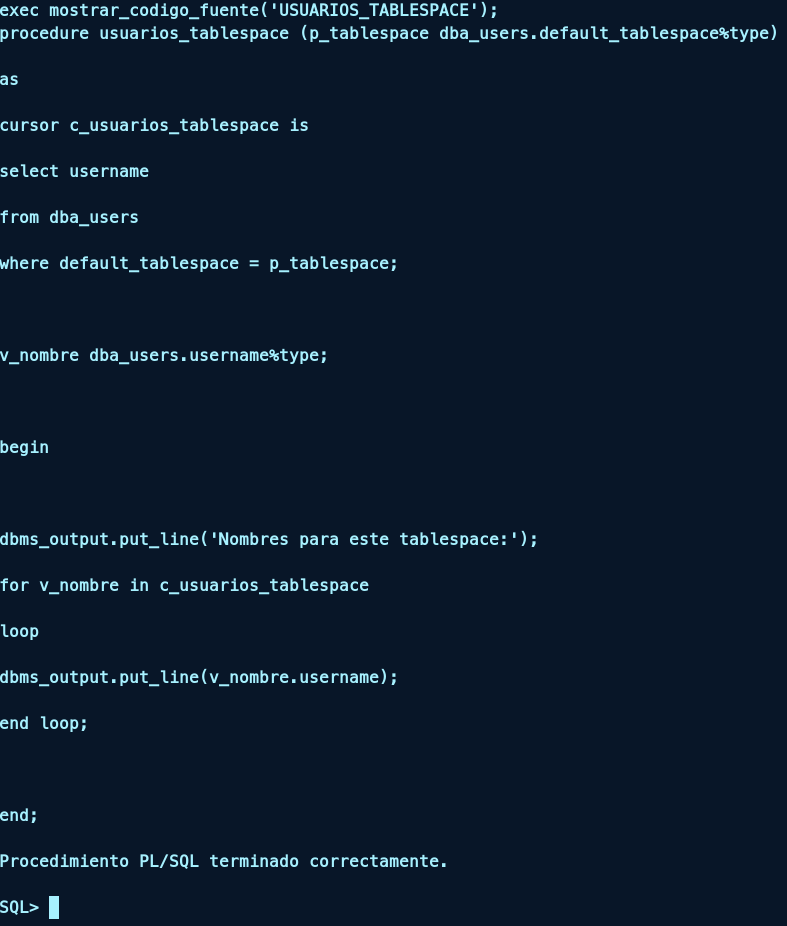 exec mostrar_codigo_fuente('USUARIOS_TABLESPACE');
procedure usuarios_tablespace (p_tablespace dba_users.default_tablespace%type)
as
cursor c_usuarios_tablespace is
select username
from dba_users
where default_tablespace = p_tablespace;
v_nombre dba_users.username%type;
begin
dbms_output.put_line('Nombres para este tablespace:');
for v_nombre in c_usuarios_tablespace
loop
dbms_output.put_line(v_nombre.username);
end loop;
end;
Procedimiento PL/SQL terminado correctamente.
SQL>